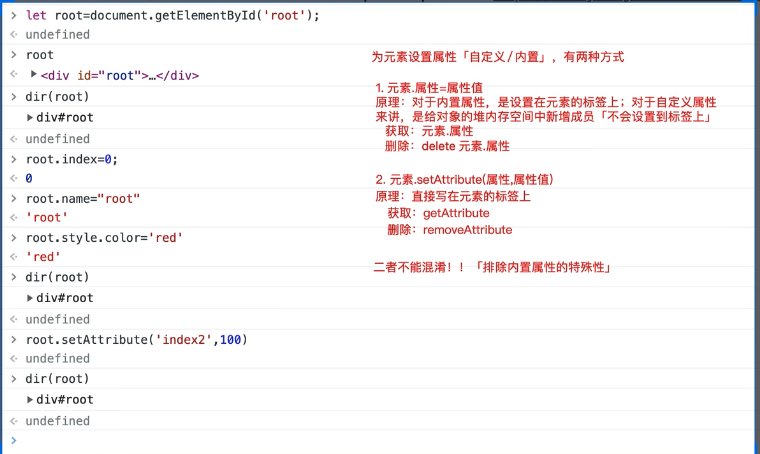 let root=document.getElementById('root');
undefined
root
<div id="root">…</div>
dir(root)
div#root
undefined
root.index=0;
0
root.name="root"
'root'
root.style.color='red'
'red'
dir(root)
div#root
undefined
root.setAttribute('index2',100)
undefined
dir(root)
div#root
undefined
为元素设置属性「自定义/内置」，有两种方式
1. 元素.属性=属性值
原理：对于内置属性，是设置在元素的标签上；对于自定义属性
来讲，是给对象的堆内存空间中新增成员「不会设置到标签上」
获取：元素.属性
删除：delete 元素.属性
2. 元素.setAttribute(属性,属性值)
原理：直接写在元素的标签上
获取：getAttribute
删除：removeAttribute
二者不能混淆！！「排除内置属性的特殊性」